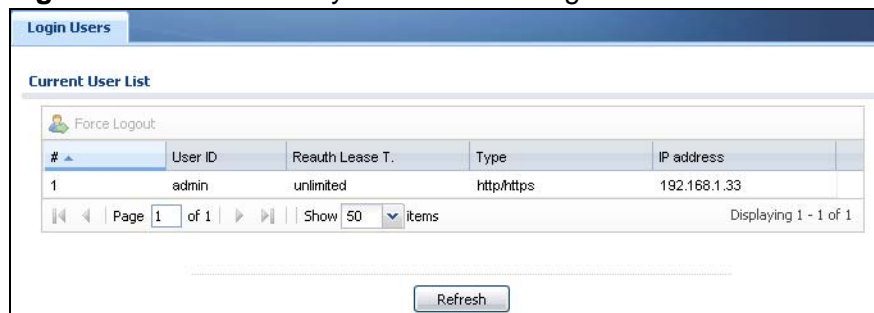 Login Users
Current User List
Force Logout
# User ID Reauth Lease T. Type IP address
1 admin unlimited http/https 192.168.1.33
Page 1 of 1 Show 50 items Displaying 1 - 1 of 1
Refresh